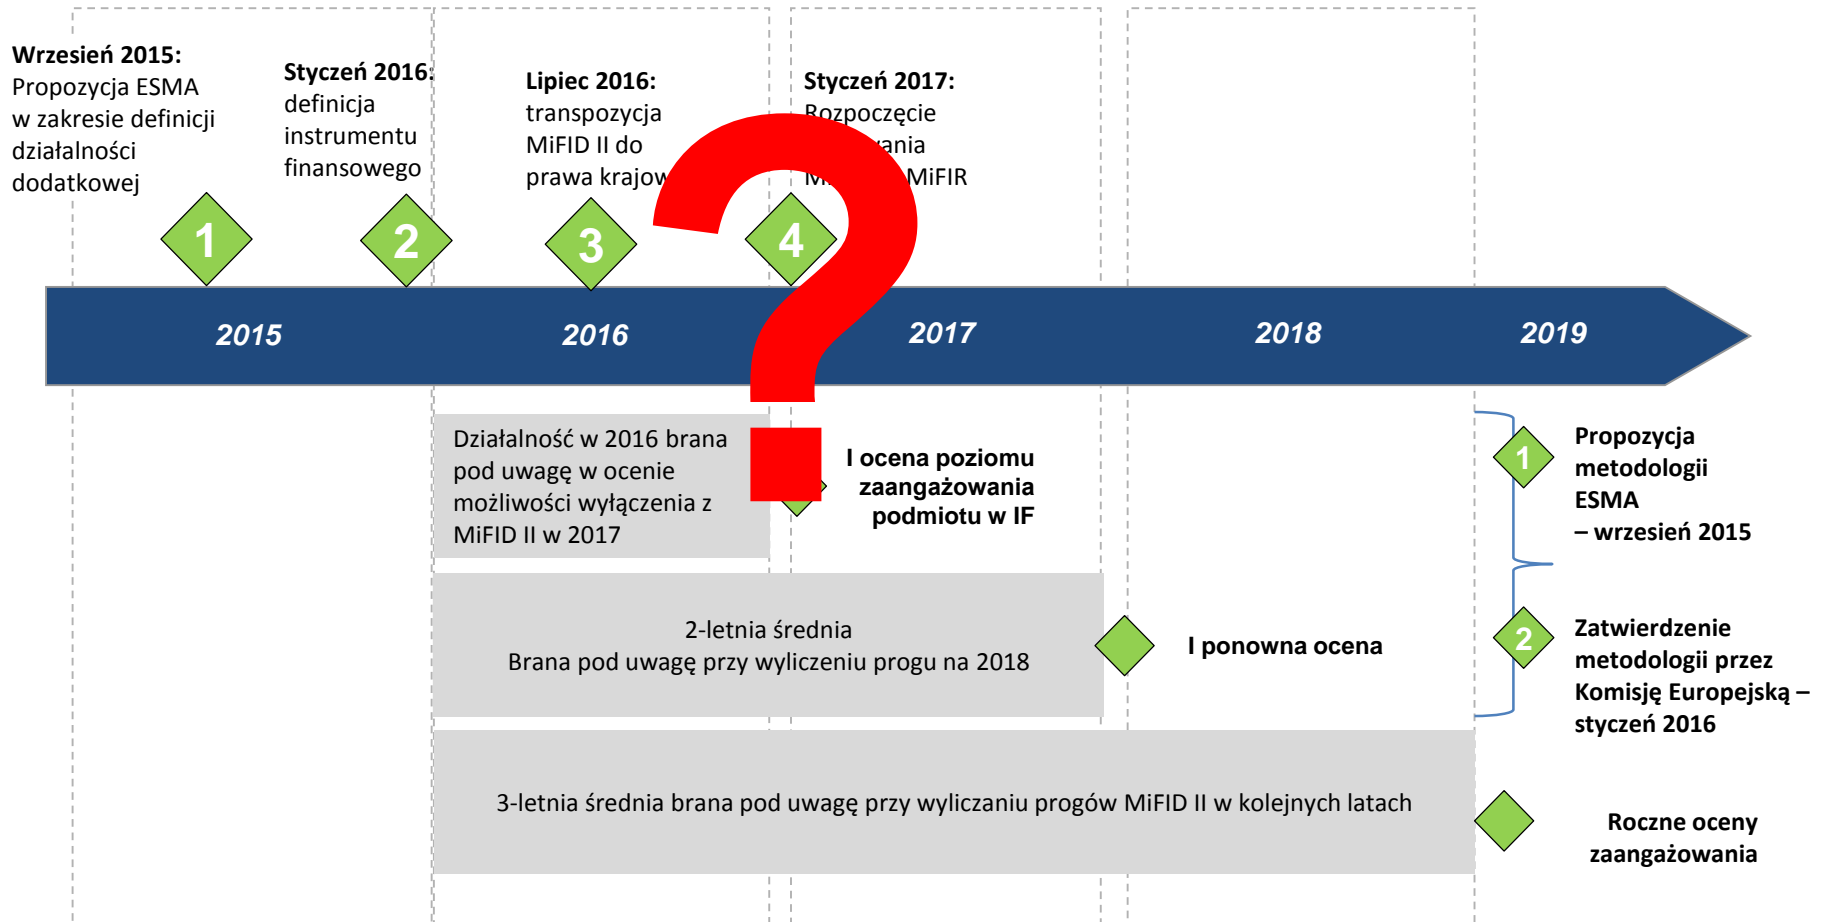 Wrzesień 2015:
Propozycja ESMA
w zakresie definicji
działalności
dodatkowej
Styczeń 2016:
definicja
instrumentu
finansowego
Lipiec 2016:
transpozycja
MiFID II do
prawa krajow
Styczeń 2017:
Rozpoczęcie
MiFIR
1
2
3
4
?
2015
2016
2017
2018
2019
Działalność w 2016 brana
pod uwagę w ocenie
możliwości wyłączenia z
MiFID II w 2017
I ocena poziomu
zaangażowania
podmiotu w IF
2-letnia średnia
Brana pod uwagę przy wyliczeniu progu na 2018
I ponowna ocena
3-letnia średnia brana pod uwagę przy wyliczaniu progów MiFID II w kolejnych latach
1
Propozycja
metodologii
ESMA
– wrzesień 2015
2
Zatwierdzenie
metodologii przez
Komisję Europejską –
styczeń 2016
Roczne oceny
zaangażowania